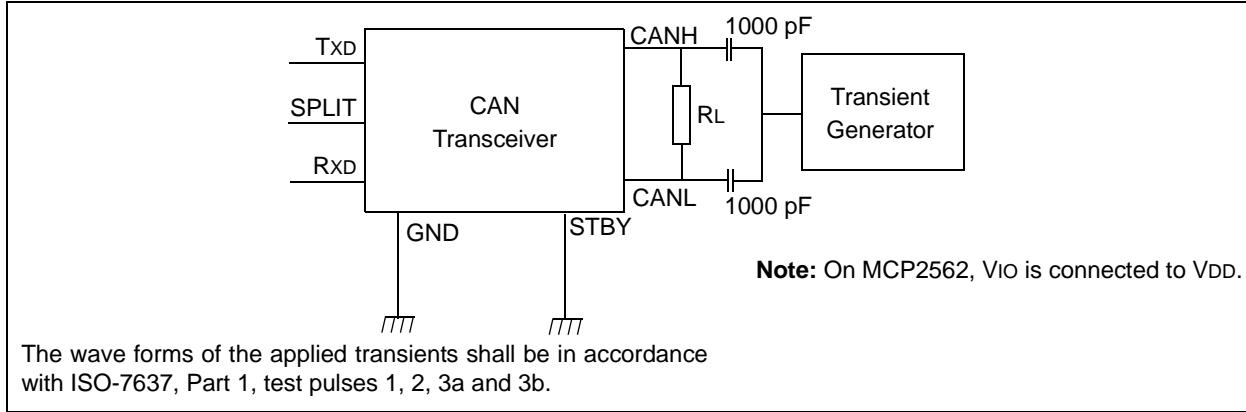 1000 pF
CANH
TXD
SPLIT
CAN
Transceiver
RL
Transient
Generator
RXD
CANL
1000 pF
GND
STBY
Note: On MCP2562, VIO is connected to VDD.
The wave forms of the applied transients shall be in accordance
with ISO-7637, Part 1, test pulses 1, 2, 3a and 3b.